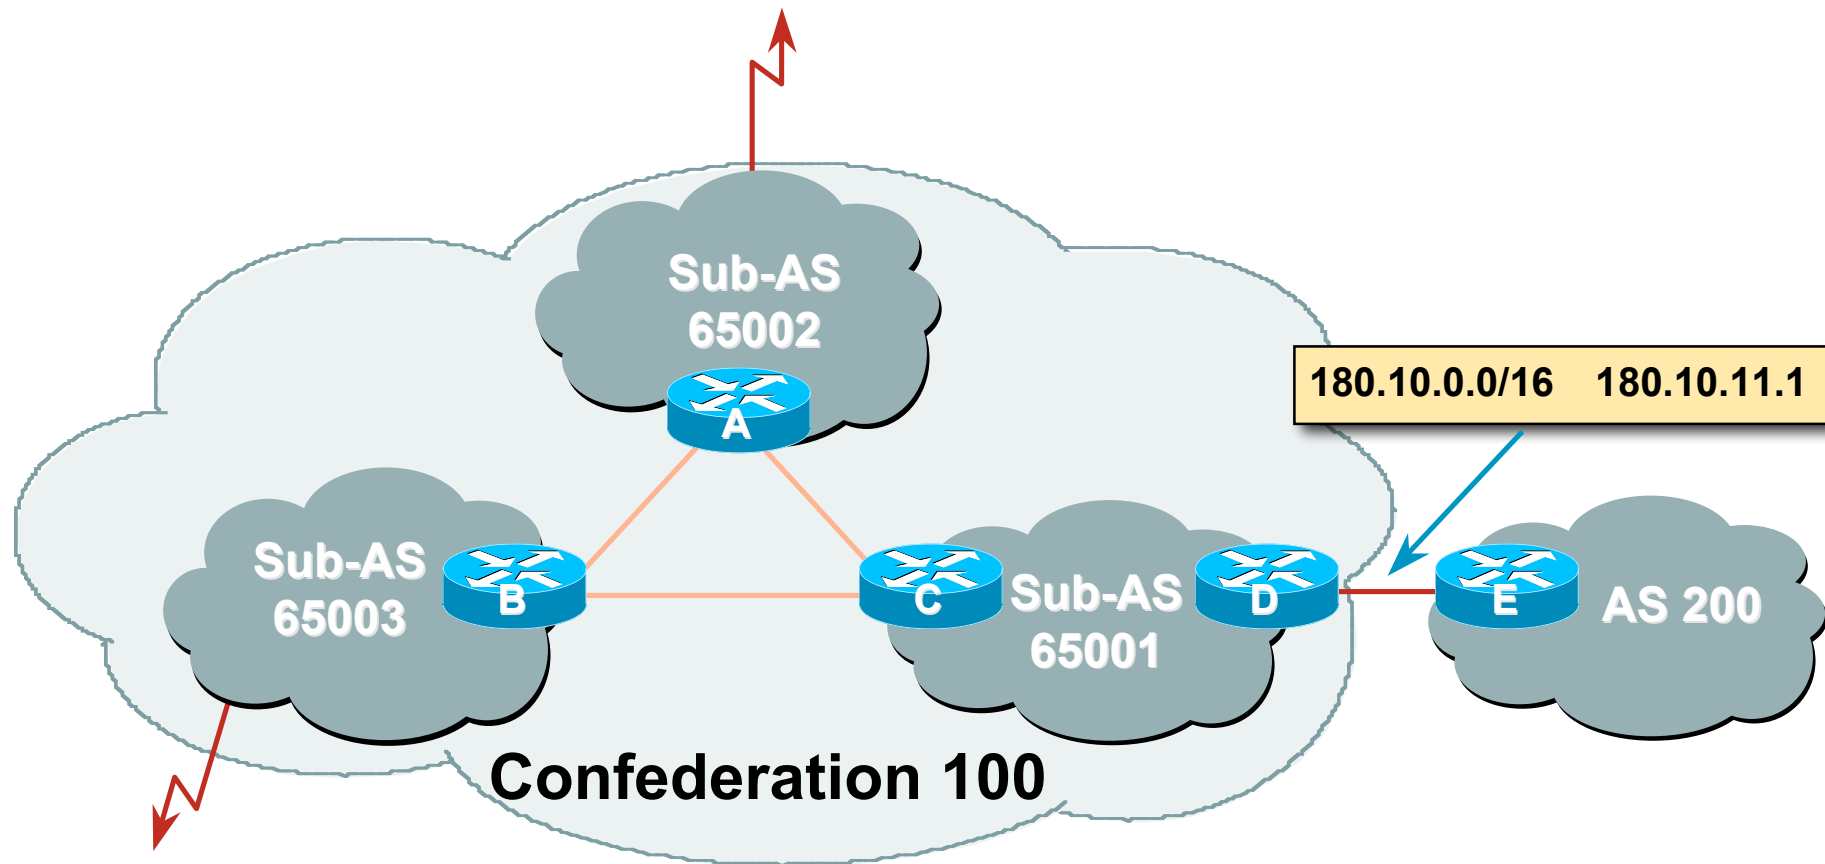 Sub-AS
65002
A
180.10.0.0/16 180.10.11.1
Sub-AS
65003
B
C
Sub-AS
65001
D
E
AS 200
Confederation 100